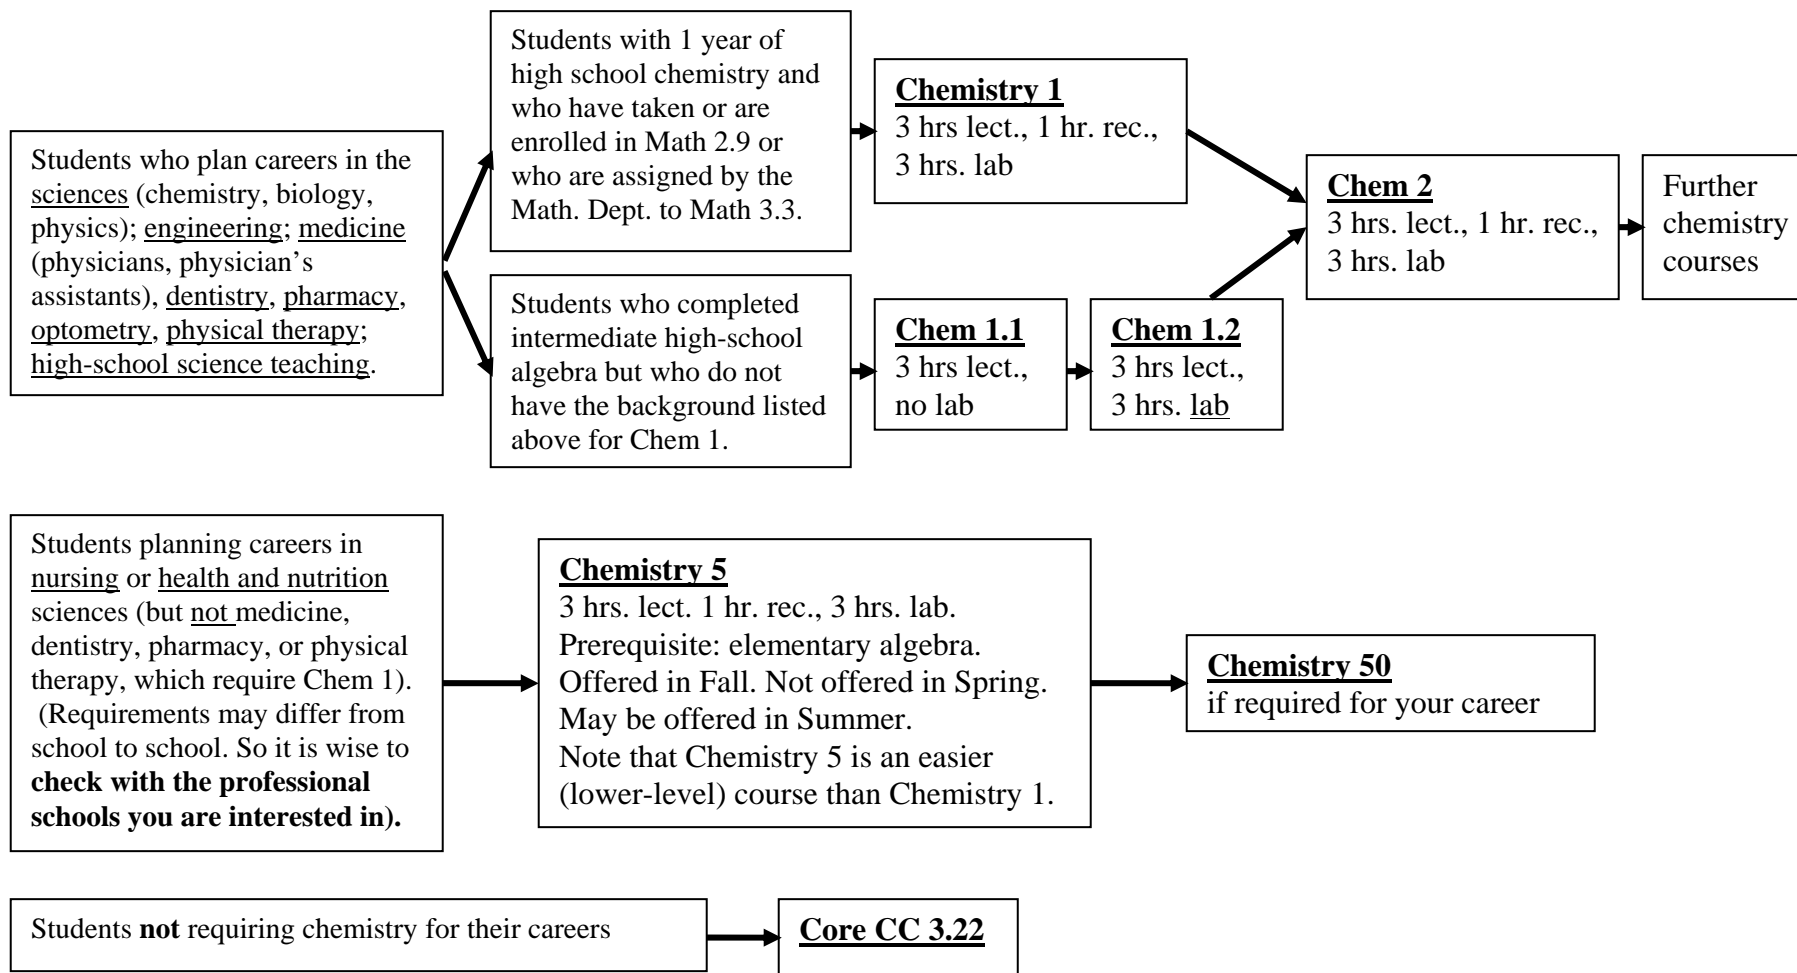 Students who plan careers in the
sciences (chemistry, biology,
physics); engineering; medicine
(physicians, physician’s
assistants), dentistry, pharmacy,
optometry, physical therapy;
high-school science teaching.
Students with 1 year of
high school chemistry and
who have taken or are
enrolled in Math 2.9 or
who are assigned by the
Math. Dept. to Math 3.3.
Chemistry 1
3 hrs lect., 1 hr. rec.,
3 hrs. lab
Students who completed
intermediate high-school
algebra but who do not
have the background listed
above for Chem 1.
Chem 1.1
3 hrs lect.,
no lab
Chem 1.2
3 hrs lect.,
3 hrs. lab
Chem 2
3 hrs. lect., 1 hr. rec.,
3 hrs. lab
Further
chemistry
courses
Students planning careers in
nursing or health and nutrition
sciences (but not medicine,
dentistry, pharmacy, or physical
therapy, which require Chem 1).
(Requirements may differ from
school to school. So it is wise to
check with the professional
schools you are interested in).
Chemistry 5
3 hrs. lect. 1 hr. rec., 3 hrs. lab.
Prerequisite: elementary algebra.
Offered in Fall. Not offered in Spring.
May be offered in Summer.
Note that Chemistry 5 is an easier
(lower-level) course than Chemistry 1.
Chemistry 50
if required for your career
Students not requiring chemistry for their careers
Core CC 3.22